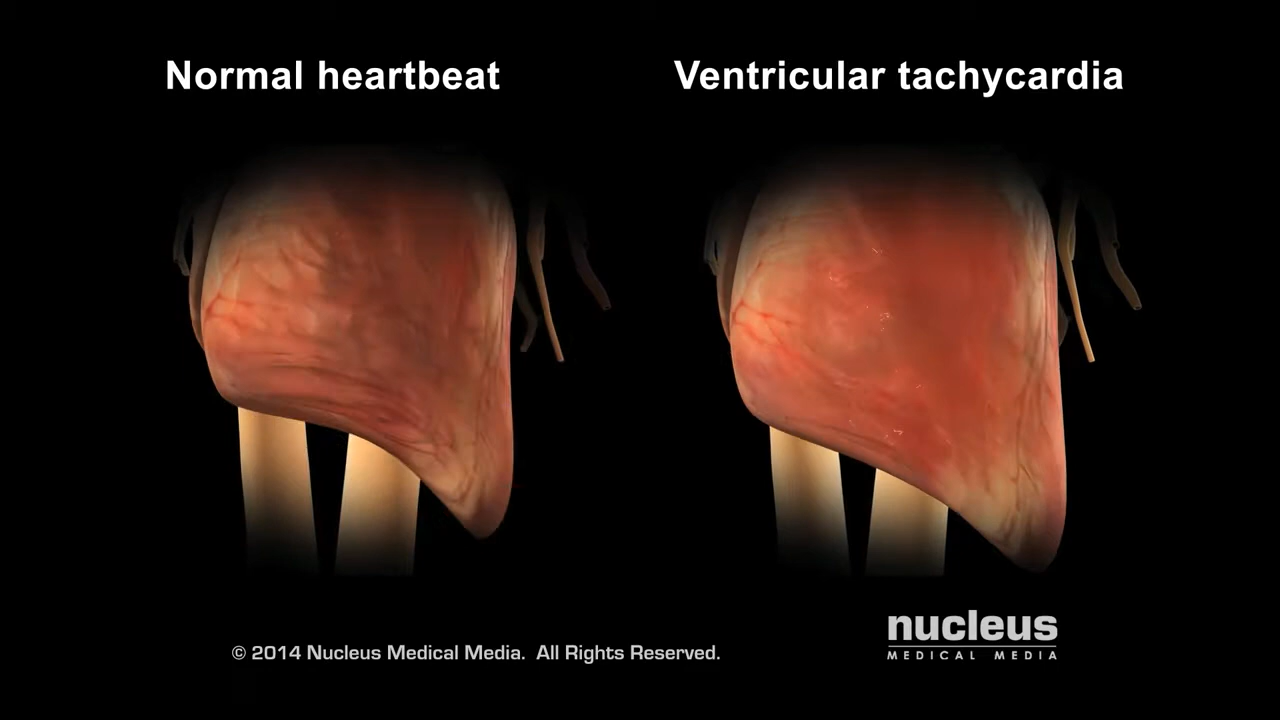 Normal heartbeat
Ventricular tachycardia
© 2014 Nucleus Medical Media.  All Rights Reserved.
nucleus
MEDICAL MEDIA